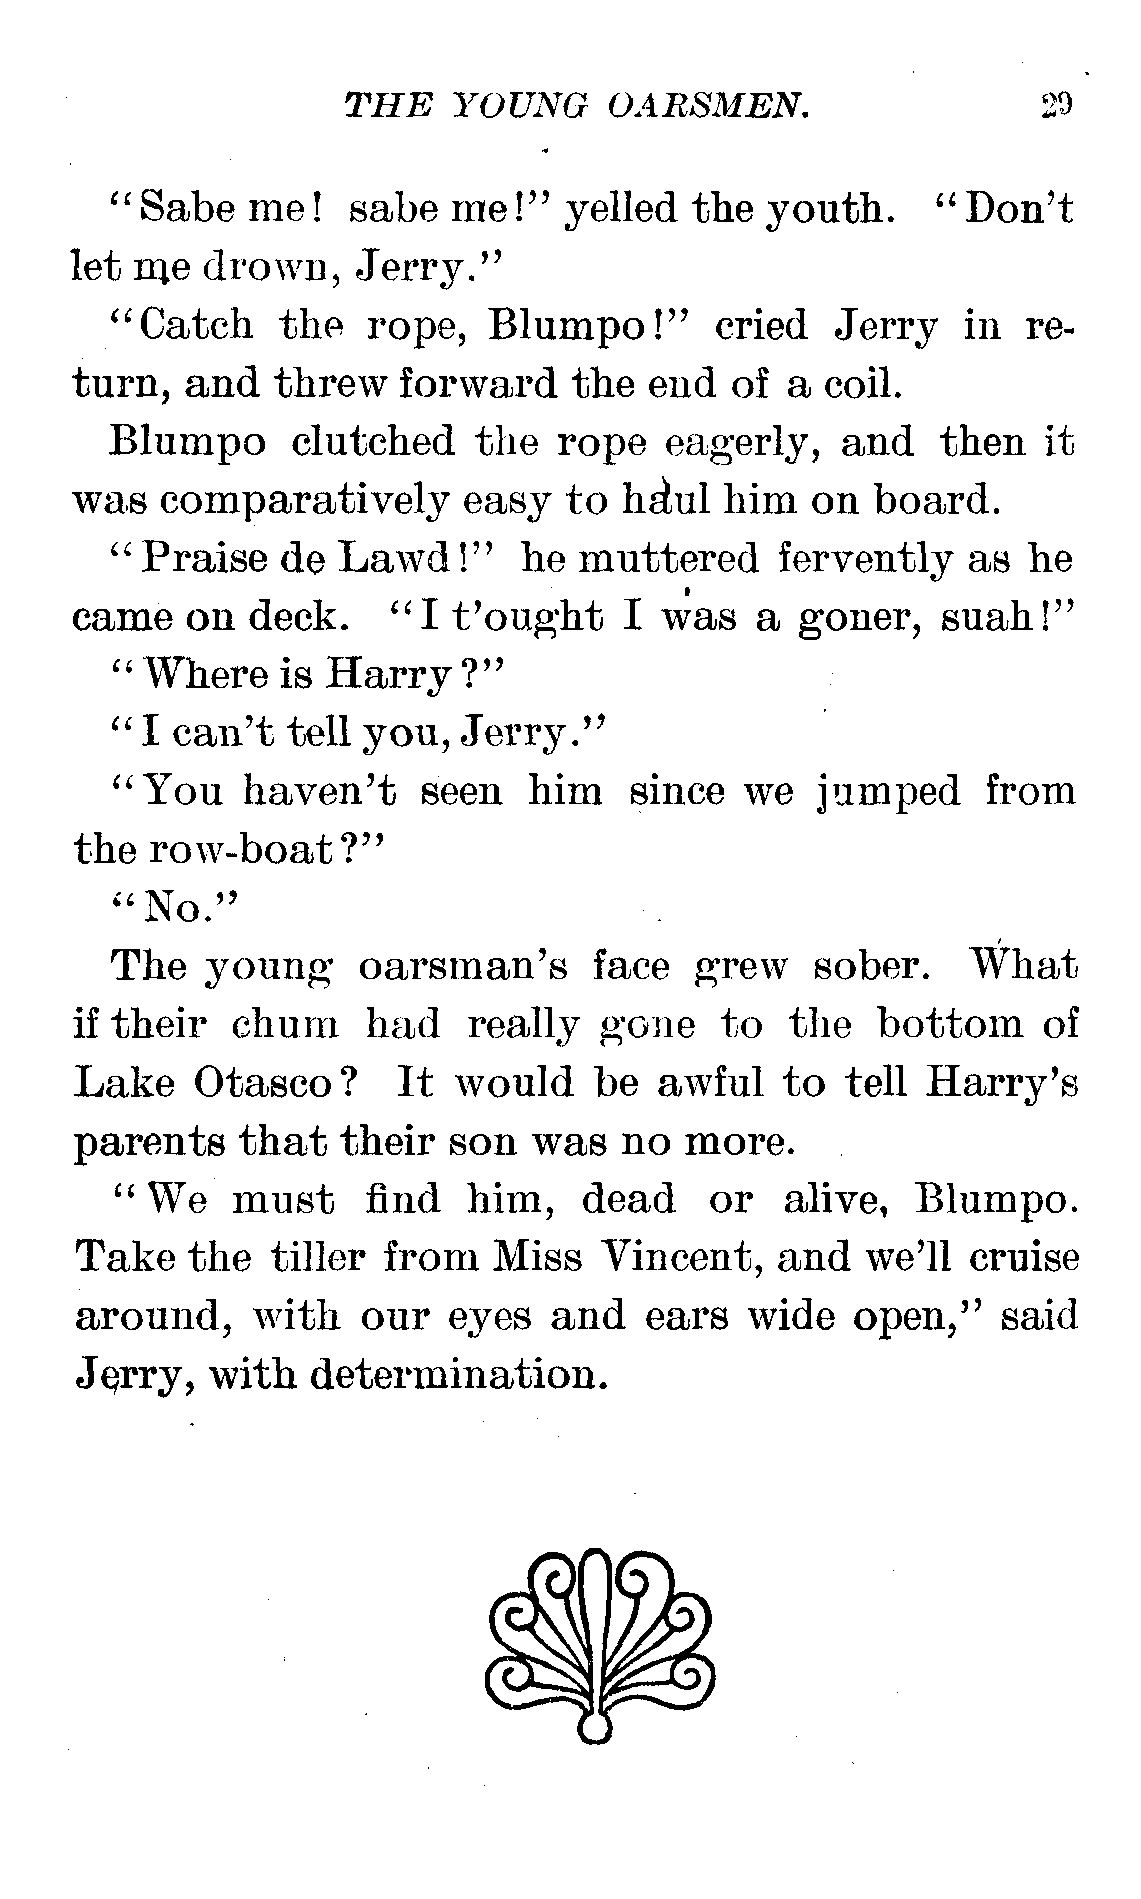 THE YOUNG OARSMEN. 29
"Sabe me! sabe me!" yelled the youth. "Don't
let me drown, Jerry."
"Catch the rope, Blumpo!" cried Jerry in re-
turn, and threw forward the end of a coil.
Blumpo clutched the rope eagerly, and then it
was comparatively easy to haul him on board.
"Praise de Lawd!" he muttered fervently as he
came on deck. "I t'ought I was a goner, suah!"
"Where is Harry?"
"I can't tell you, Jerry."
"You haven't seen him since we jumped from
the row-boat?"
"No."
The young oarsman's face grew sober. What
if their chum had really gone to the bottom of
Lake Otasco? It would be awful to tell Harry's
parents that their son was no more.
"We must find him, dead or alive, Blumpo.
Take the tiller from Miss Vincent, and we'll cruise
around, with our eyes and ears wide open," said
Jerry, with determination.